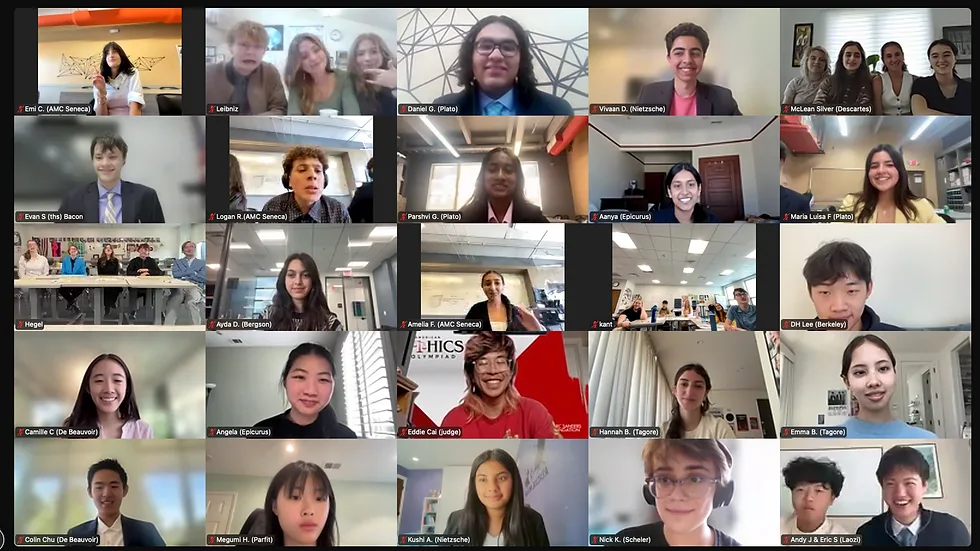 Emi C. (AMC Seneca)
Leibniz
Daniel G. (Plato)
Vivaan D. (Nietzsche)
McLean Silver (Descartes)
Evan S (ths) Bacon
Logan R.(AMC Seneca)
Parshvi G. (Plato)
Aanya (Epicurus)
Maria Luisa F (Plato)
Hegel
Ayda D. (Bergson)
Amelia F. (AMC Seneca)
kant
DH Lee (Berkeley)
AMERICAN
THICS
OLYMPIAD
Camille C (De Beauvoir)
Angela (Epicurus)
Eddie Cai (judge)
Hannah B. (Tagore)
Emma B. (Tagore)
Colin Chu (De Beauvoir)
Megumi H. (Parfit)
Kushi A. (Nietzsche)
Nick K. (Scheler)
Andy J & Eric S (Laozi)